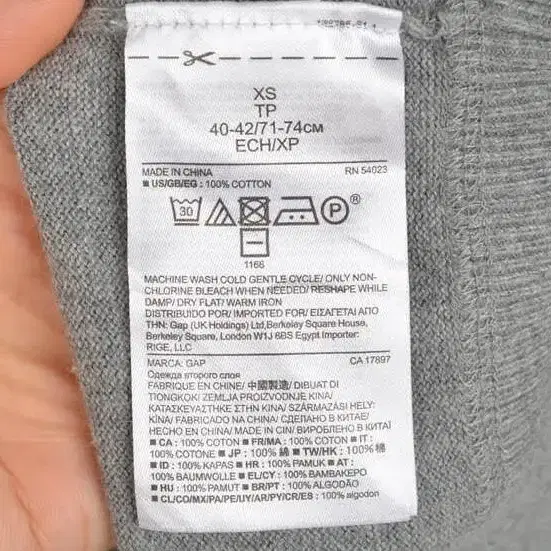 XS
TP
40-42/71-74см
ECH/XP
MADE IN CHINA RN 54023
■ US/GB/EG : 100% COTTON
30 P®
1166
MACHINE WASH COLD GENTLE CYCLE/ ONLY NON-
CHLORINE BLEACH WHEN NEEDED/ RESHAPE WHILE
DAMP/ DRY FLAT/ WARM IRON
DISTRIBUIDO POR/ IMPORTED FOR/ ΕΙΣΑΓΕΤΑΙ ΑΠΟ
ΤΗΝ: Gap (UK Holdings) Ltd,Berkeley Square House,
Berkeley Square, London W1J 6BS Egypt Importer:
RIGE, LLC
MARCA: GAP CA 17897
Одежда второго слоя
FABRIQUE EN CHINE/ 中國製造/ DIBUAT DI
TIONGKOK/ ZEMLJA PROIZVODNJE KINA/
ΚΑΤΑΣΚΕΥΑΣΤΗΚΕ ΣΤΗΝ ΚΙΝΑ/ SZÁRMAZÁSI HELY:
KÍNA/ FABRICADO NA CHINA/ СДЕЛАНО В КИТАЕ/
HECHO EN CHINA/ MADE IN CIN/ WYROBIENO W
■ CA : 100% COTON ■ FR/MA : 100% COTON ■ IT :
100% COTONE ■ JP : 100% 綿 ■ TW/HK : 100% 棉
■ ID : 100% KAPAS ■ HR : 100% PAMUK ■ AT :
100% BAUMWOLLE ■ EL/CY : 100% ΒΑΜΒΑΚΕΡΟ
■ HU : 100% PAMUT ■ BR/PT : 100% ALGODÃO
■ CL/CO/MX/PA/PE/UY/AR/PY/CR/ES : 100% algodón